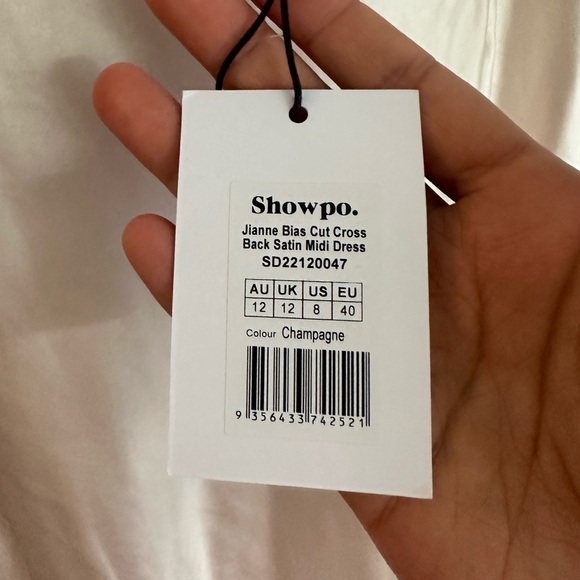 Showpo.
Jianne Bias Cut Cross
Back Satin Midi Dress
SD22120047
AU UK US EU
12 12 8 40
Colour Champagne
9 356433 742521